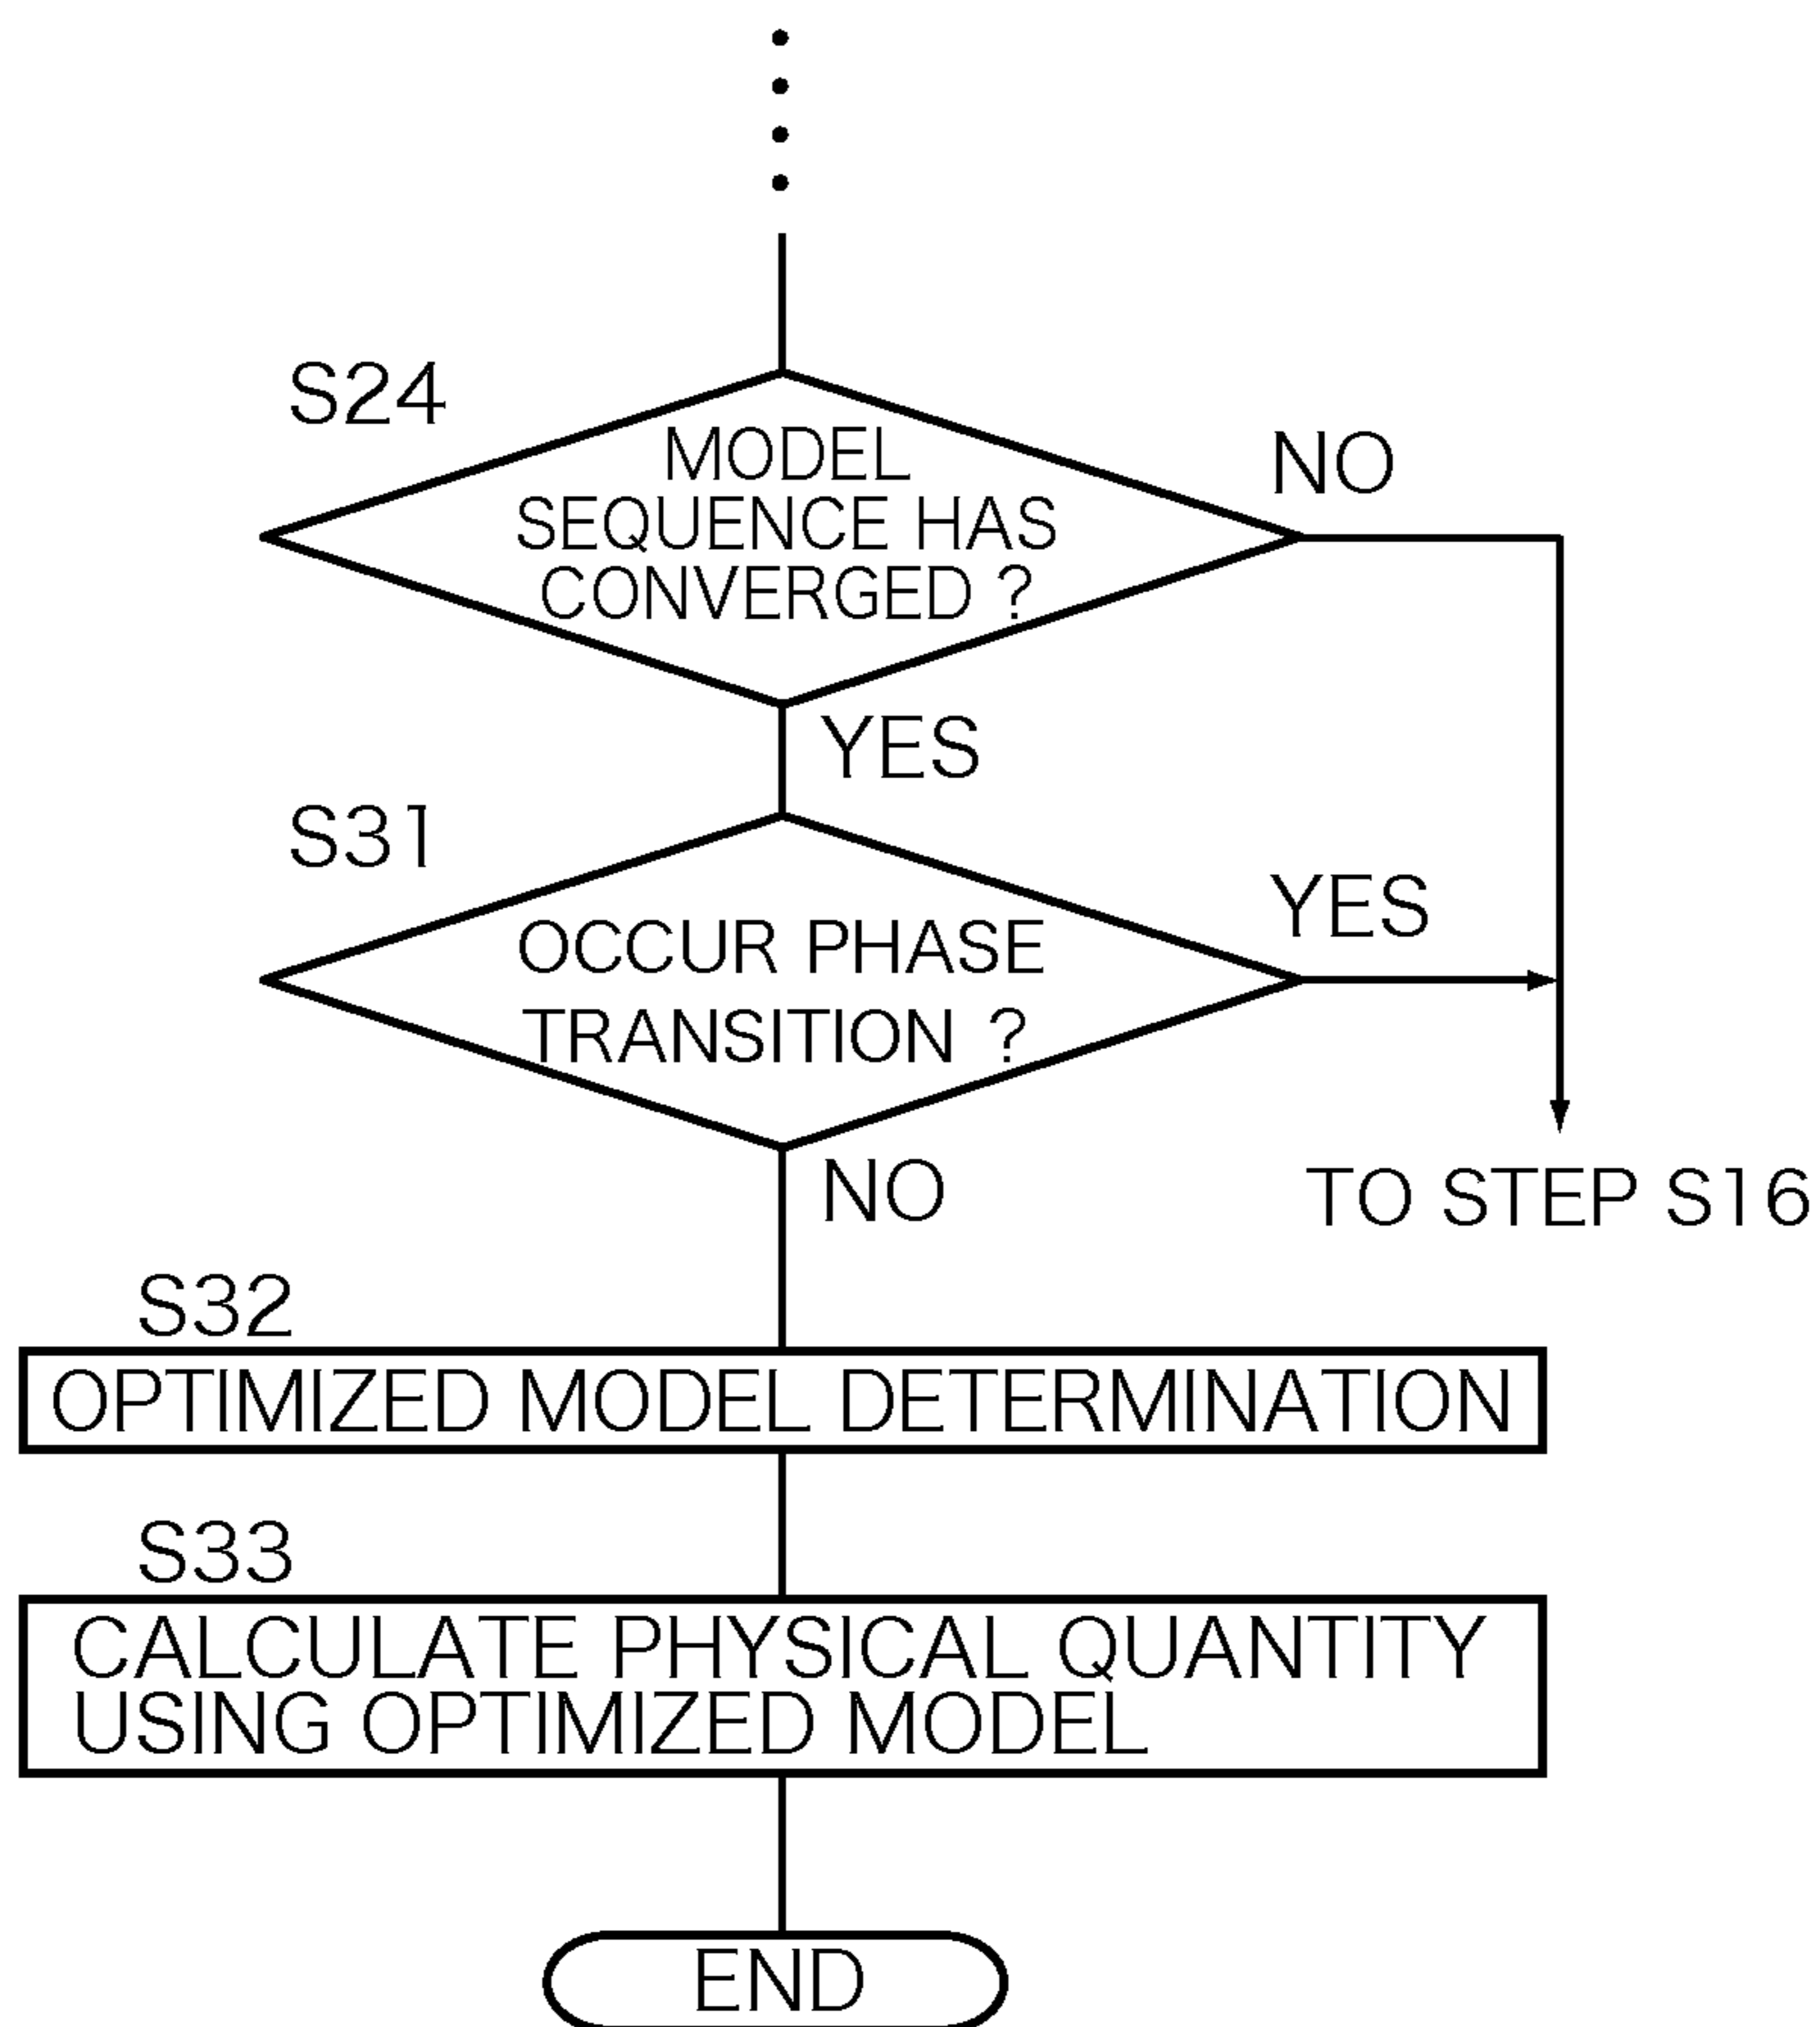 S24
MODEL
SEQUENCE HAS
CONVERGED ?
NO
YES
S31
OCCUR PHASE
TRANSITION ?
YES
NO
TO STEP S16
S32
OPTIMIZED MODEL DETERMINATION
S33
CALCULATE PHYSICAL QUANTITY
USING OPTIMIZED MODEL
END